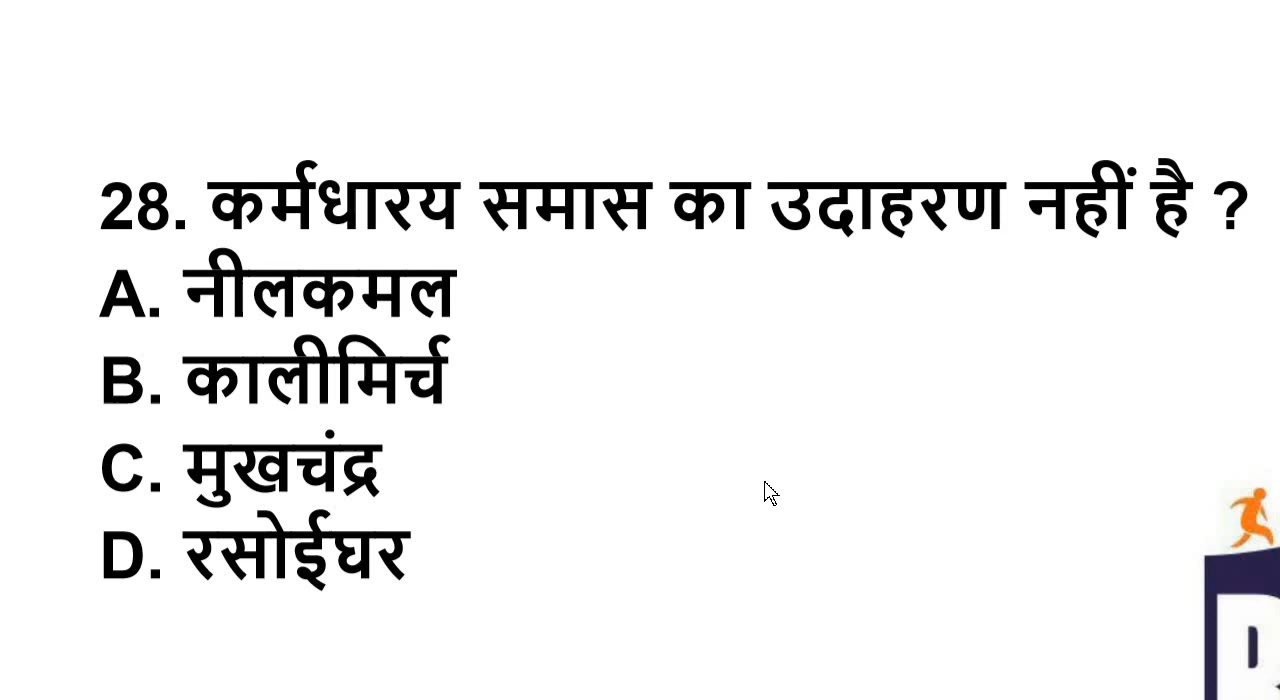 28. कर्मधारय समास का उदाहरण नहीं है ?
A. नीलकमल
B. कालीमिर्च
C. मुखचंद्र
D. रसोईघर